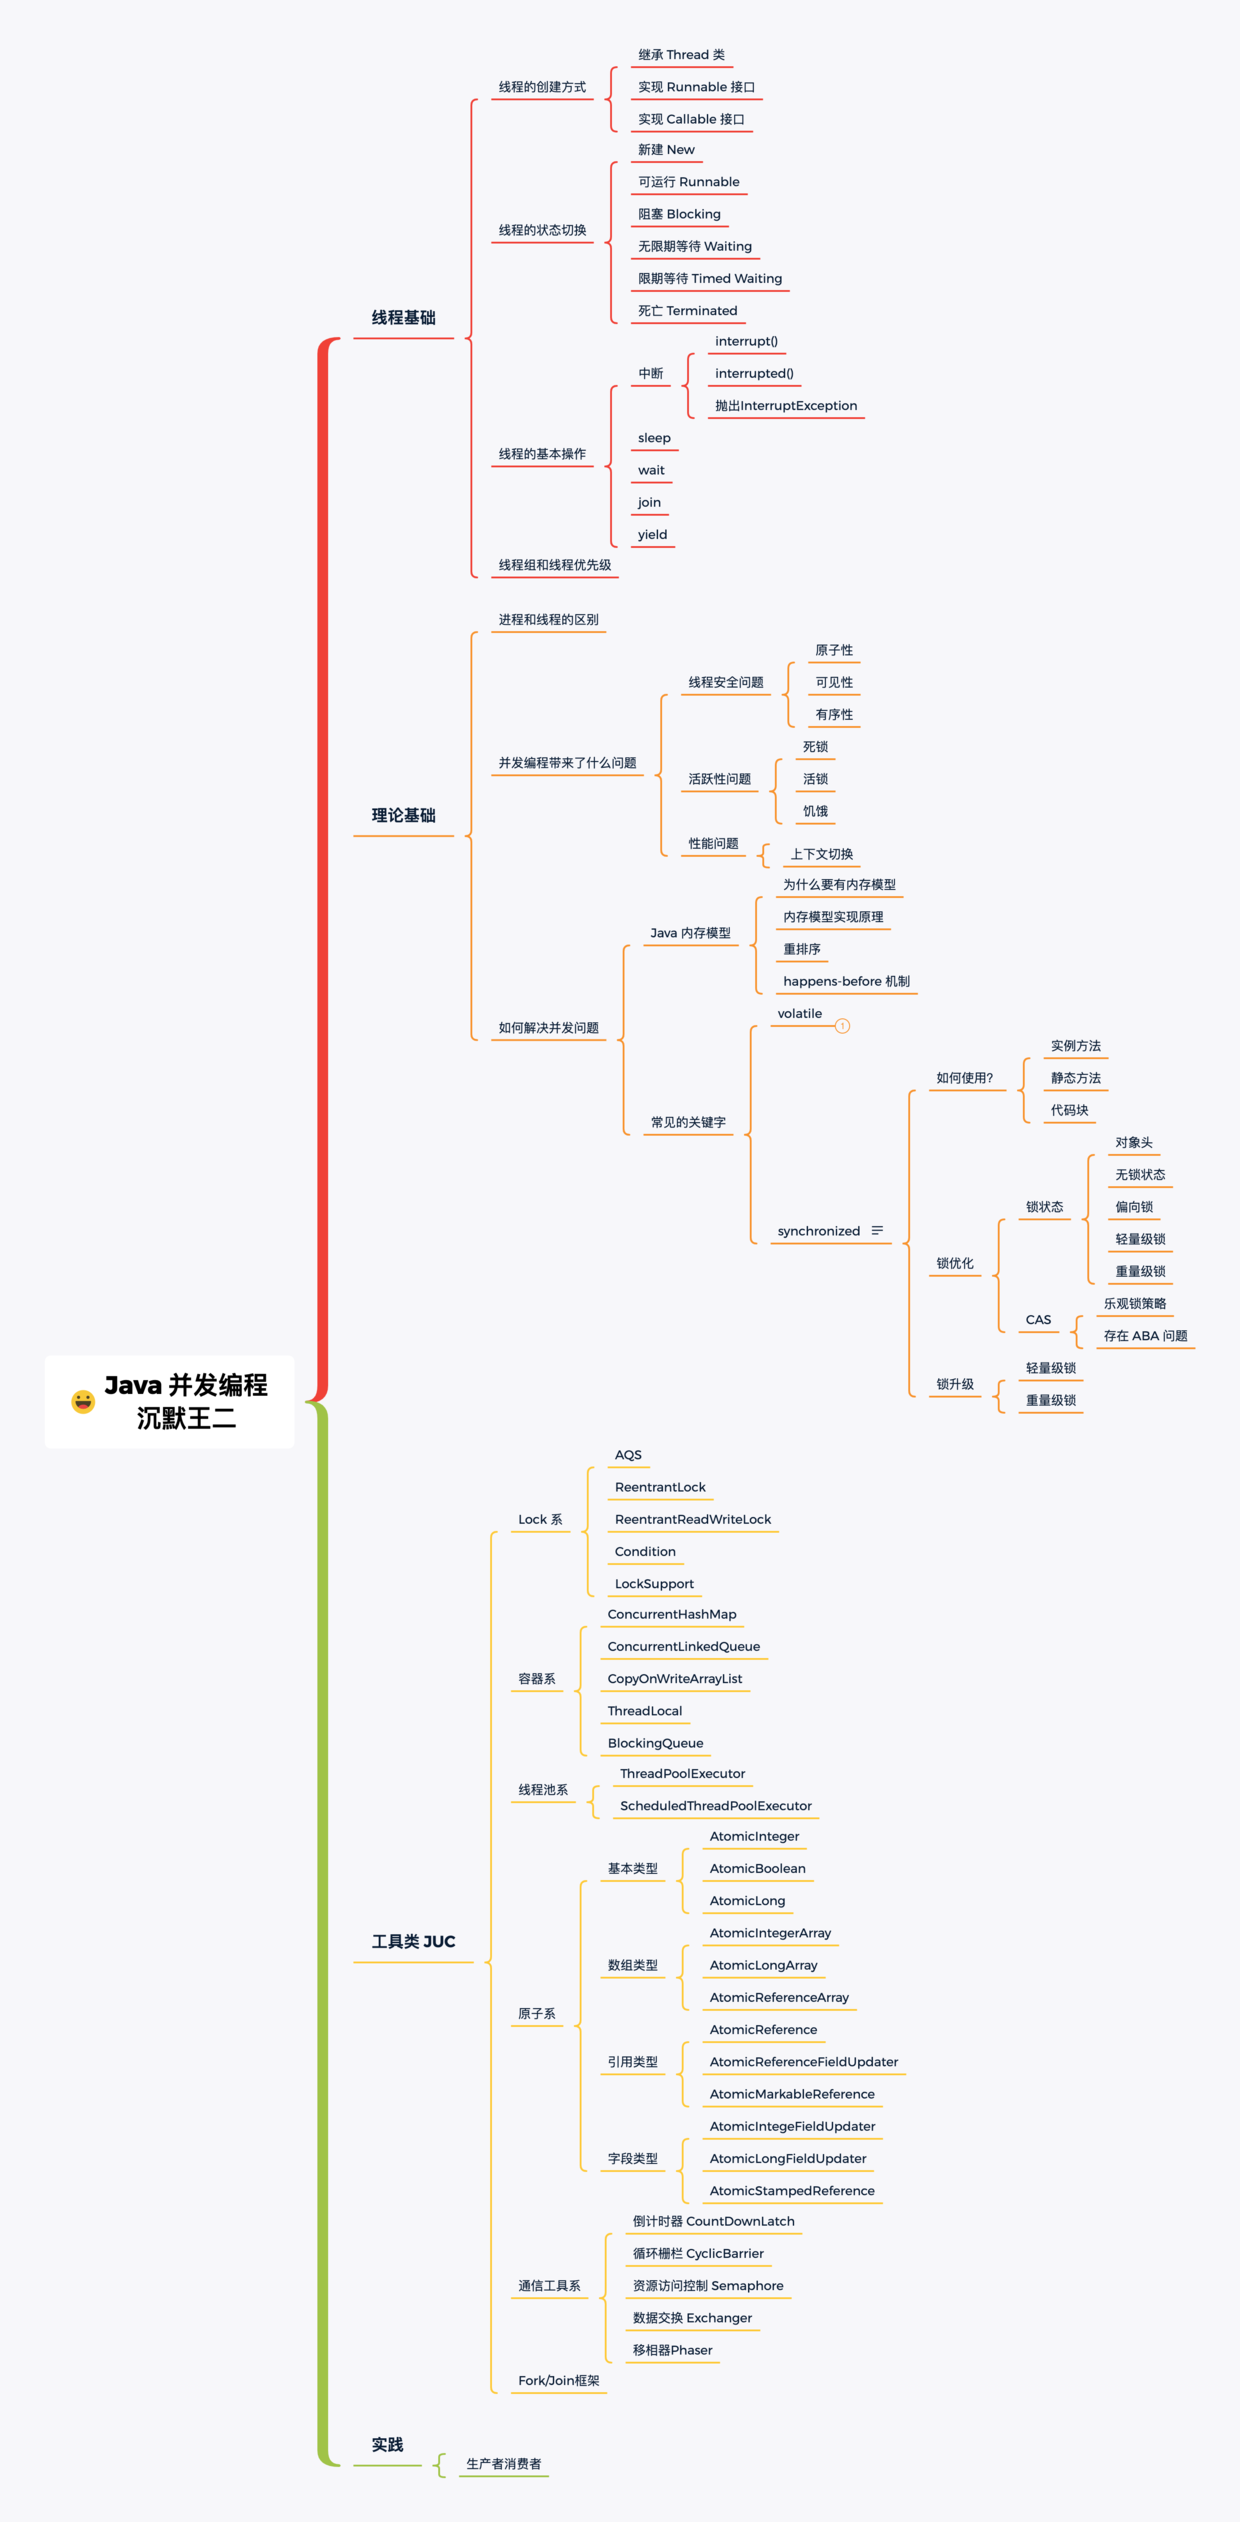 Java 并发编程
沉默王二
线程基础
线程的创建方式
继承 Thread 类
实现 Runnable 接口
实现 Callable 接口
线程的状态切换
新建 New
可运行 Runnable
阻塞 Blocking
无限期等待 Waiting
限期等待 Timed Waiting
死亡 Terminated
线程的基本操作
中断
interrupt()
interrupted()
抛出InterruptException
sleep
wait
join
yield
线程组和线程优先级
理论基础
进程和线程的区别
并发编程带来了什么问题
线程安全问题
原子性
可见性
有序性
活跃性问题
死锁
活锁
饥饿
性能问题
上下文切换
如何解决并发问题
Java 内存模型
为什么要有内存模型
内存模型实现原理
重排序
happens-before 机制
常见的关键字
volatile
1
synchronized
如何使用?
实例方法
静态方法
代码块
锁优化
锁状态
对象头
无锁状态
偏向锁
轻量级锁
重量级锁
CAS
乐观锁策略
存在 ABA 问题
锁升级
轻量级锁
重量级锁
工具类 JUC
Lock 系
AQS
ReentrantLock
ReentrantReadWriteLock
Condition
LockSupport
容器系
ConcurrentHashMap
ConcurrentLinkedQueue
CopyOnWriteArrayList
ThreadLocal
BlockingQueue
线程池系
ThreadPoolExecutor
ScheduledThreadPoolExecutor
原子系
基本类型
AtomicInteger
AtomicBoolean
AtomicLong
数组类型
AtomicIntegerArray
AtomicLongArray
AtomicReferenceArray
引用类型
AtomicReference
AtomicReferenceFieldUpdater
AtomicMarkableReference
字段类型
AtomicIntegeFieldUpdater
AtomicLongFieldUpdater
AtomicStampedReference
通信工具系
倒计时器 CountDownLatch
循环栅栏 CyclicBarrier
资源访问控制 Semaphore
数据交换 Exchanger
移相器Phaser
Fork/Join框架
实践
生产者消费者